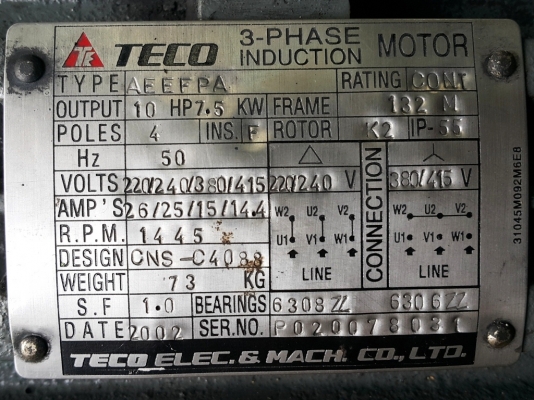 TECO 3-PHASE INDUCTION MOTOR
TYPE AEEFPA RATING CONT
OUTPUT 10 HP 7.5 KW FRAME 132 M
POLES 4 INS. F ROTOR K2 IP-55
Hz 50
VOLTS 220/240/380/415 220/240 V 380/415 V
AMP'S 26/25/15/14.4 W2 U2 V2 W2 U2 V2
R.P.M. 1445 U1 V1 W1 U1 V1 W1
DESIGN CNS-C4088 CONNECTION
WEIGHT 73 KG LINE LINE
S.F 1.0 BEARINGS 6308ZZ 6306ZZ
DATE 2002 SER.NO. P020078031
TECO ELEC. & MACH. CO., LTD.
31045M092M6E8